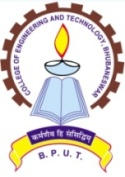 COLLEGE OF ENGINEERING AND TECHNOLOGY, BHUBANESWAR
कर्मणैव हि संसिद्धिम्
B. P. U. T.